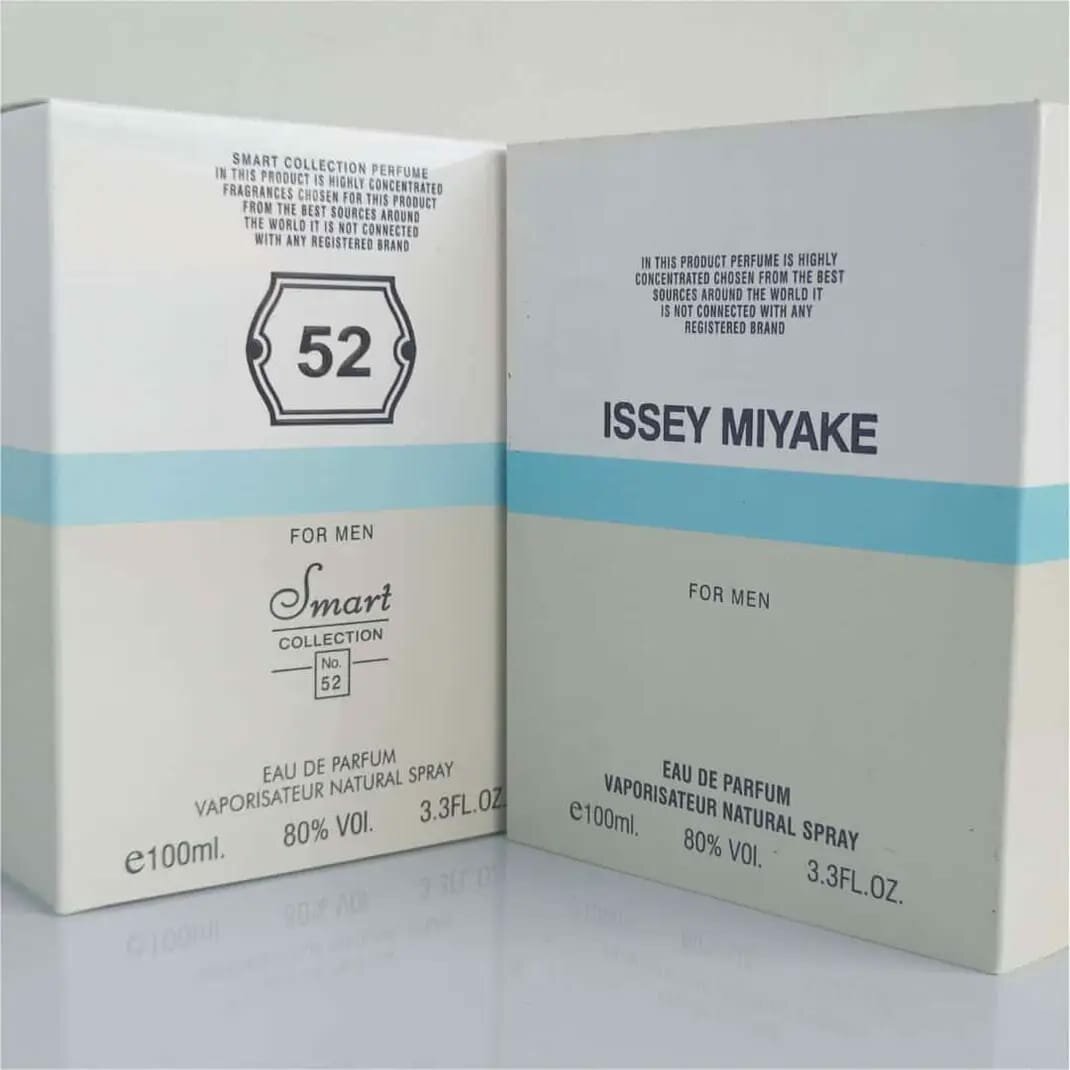 SMART COLLECTION PERFUME
IN THIS PRODUCT IS HIGHLY CONCENTRATED
FRAGRANCES CHOSEN FOR THIS PRODUCT
FROM THE BEST SOURCES AROUND
THE WORLD IT IS NOT CONNECTED
WITH ANY REGISTERED BRAND
52
FOR MEN
Smart
COLLECTION
No.
52
EAU DE PARFUM
VAPORISATEUR NATURAL SPRAY
e100ml. 80% VOl. 3.3FL.OZ
IN THIS PRODUCT PERFUME IS HIGHLY
CONCENTRATED CHOSEN FROM THE BEST
SOURCES AROUND THE WORLD IT
IS NOT CONNECTED WITH ANY
REGISTERED BRAND
ISSEY MIYAKE
FOR MEN
EAU DE PARFUM
VAPORISATEUR NATURAL SPRAY
e100ml. 80% VOl. 3.3FL.OZ.